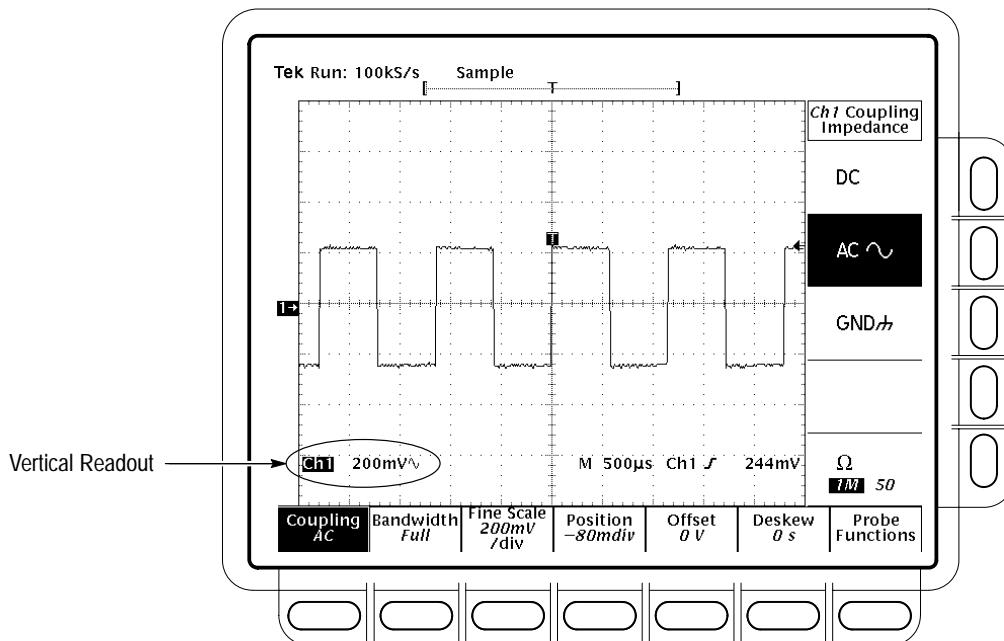 Tek Run: 100kS/s Sample
[ T ]
Ch1 Coupling
Impedance
DC
AC
T
1
GND
Vertical Readout
Ch1 200mV
M 500µs Ch1 244mV
Ω
1M 50
Coupling
AC
Bandwidth
Full
Fine Scale
200mV
/div
Position
−80mdiv
Offset
0 V
Deskew
0 s
Probe
Functions